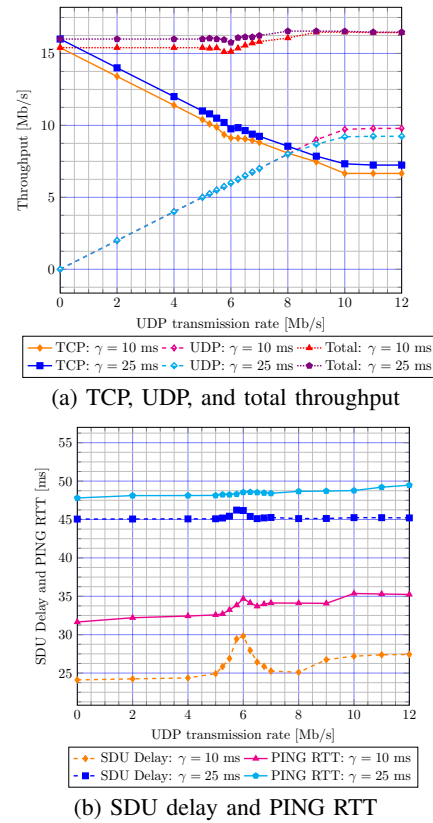 15
10
5
0
Throughput [Mb/s]
0 2 4 6 8 10 12
UDP transmission rate [Mb/s]
TCP: γ = 10 ms UDP: γ = 10 ms Total: γ = 10 ms
TCP: γ = 25 ms UDP: γ = 25 ms Total: γ = 25 ms
(a) TCP, UDP, and total throughput
55
50
45
40
35
30
25
SDU Delay and PING RTT [ms]
0 2 4 6 8 10 12
UDP transmission rate [Mb/s]
SDU Delay: γ = 10 ms PING RTT: γ = 10 ms
SDU Delay: γ = 25 ms PING RTT: γ = 25 ms
(b) SDU delay and PING RTT